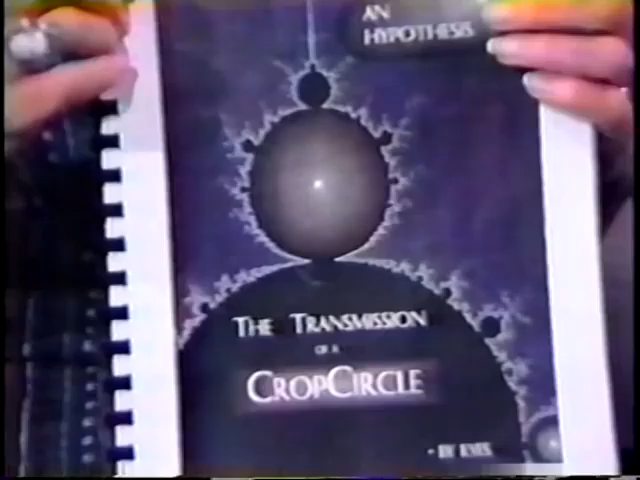 AN
HYPOTHESIS
THE TRANSMISSION
OF A
CROPCIRCLE